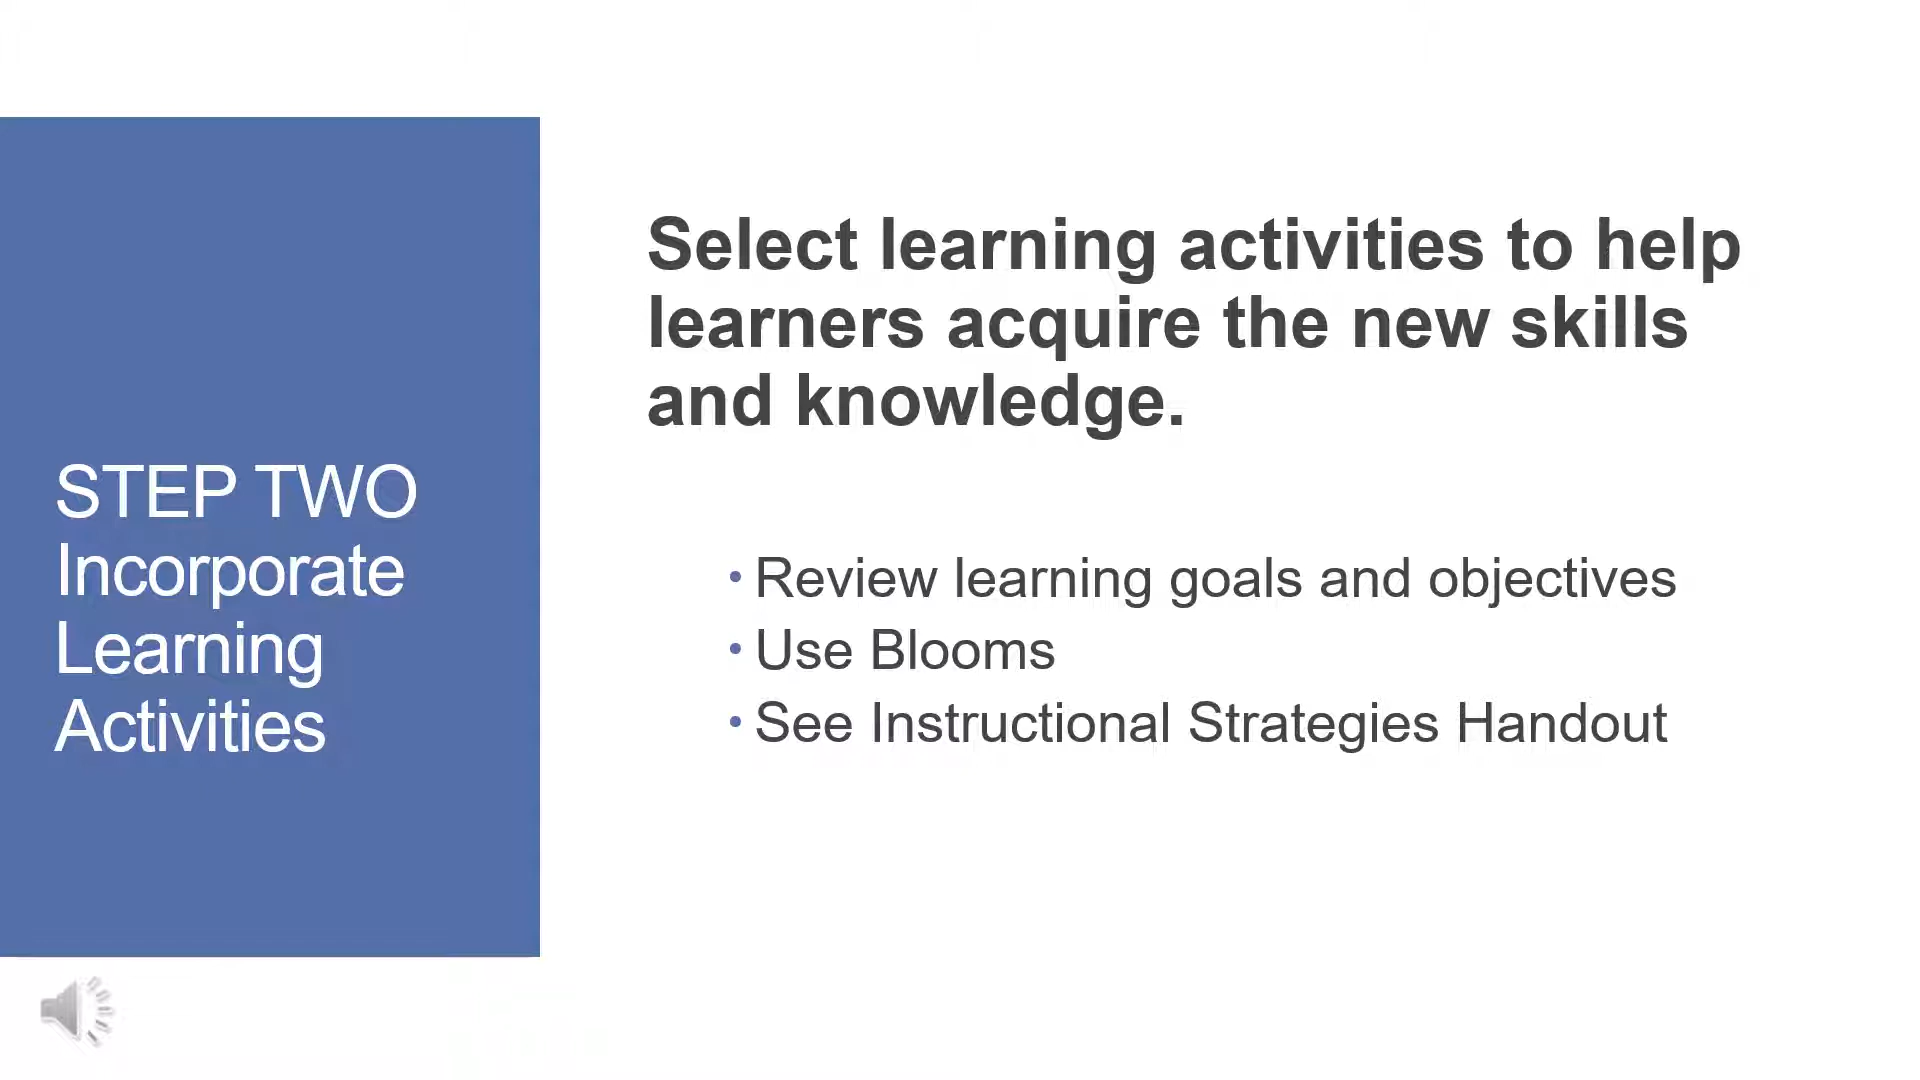 STEP TWO
Incorporate
Learning
Activities
Select learning activities to help
learners acquire the new skills
and knowledge.
• Review learning goals and objectives
• Use Blooms
• See Instructional Strategies Handout